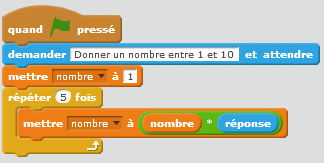 quand pressé
demander Donner un nombre entre 1 et 10 et attendre
mettre nombre à 1
répéter 5 fois
mettre nombre à nombre * réponse